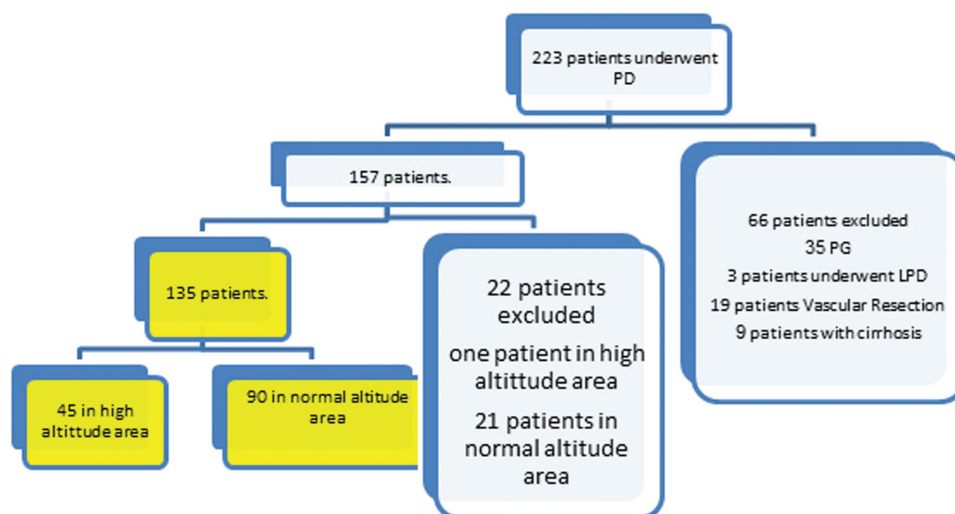 223 patients underwent
PD
157 patients.
66 patients excluded
35 PG
3 patients underwent LPD
19 patients Vascular Resection
9 patients with cirrhosis
135 patients.
22 patients
excluded
one patient in high
altittude area
21 patients in
normal altitude
area
45 in high
altittude area
90 in normal altitude
area